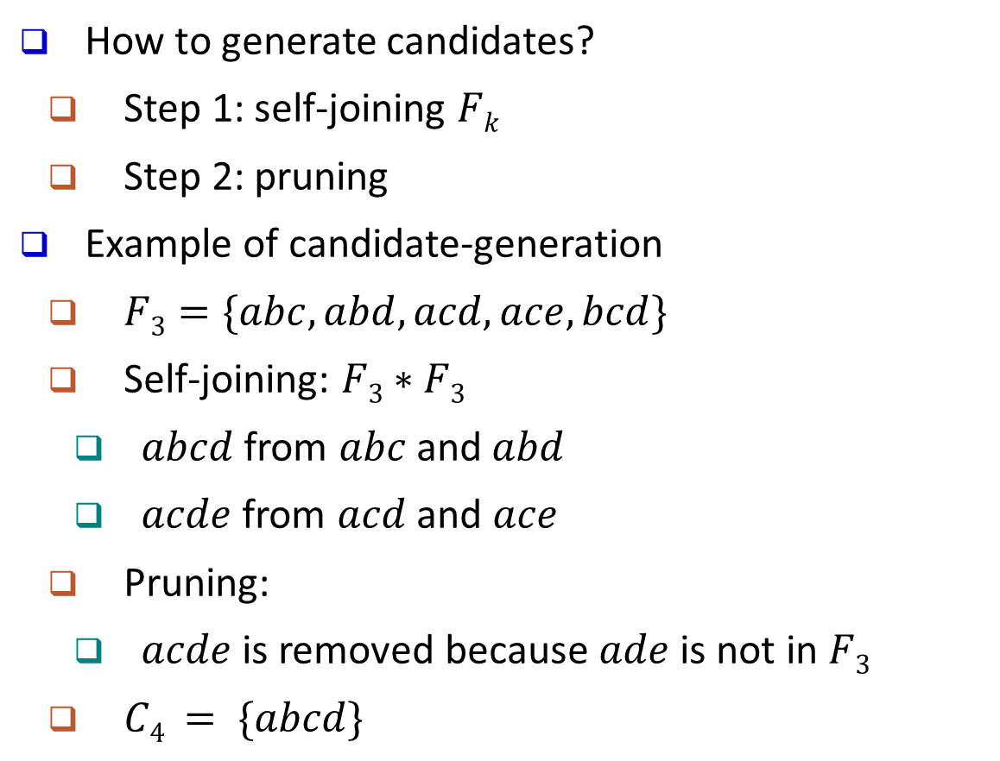 How to generate candidates?
Step 1: self-joining $F_k$
Step 2: pruning
Example of candidate-generation
$F_3 = \{abc, abd, acd, ace, bcd\}$
Self-joining: $F_3 * F_3$
$abcd$ from $abc$ and $abd$
$acde$ from $acd$ and $ace$
Pruning:
$acde$ is removed because $ade$ is not in $F_3$
$C_4 = \{abcd\}$